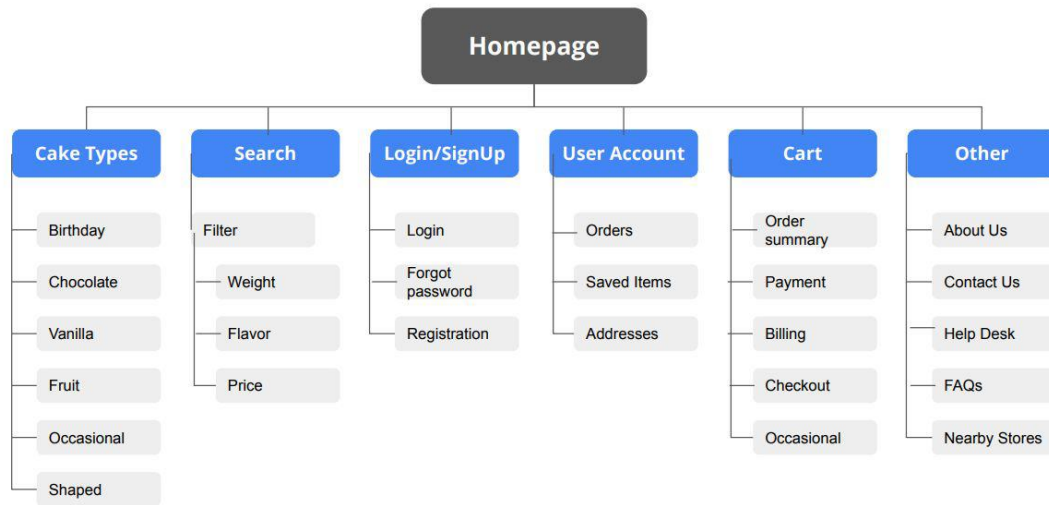 Homepage
Cake Types
Birthday
Chocolate
Vanilla
Fruit
Occasional
Shaped
Search
Filter
Weight
Flavor
Price
Login/SignUp
Login
Forgot
password
Registration
User Account
Orders
Saved Items
Addresses
Cart
Order
summary
Payment
Billing
Checkout
Occasional
Other
About Us
Contact Us
Help Desk
FAQs
Nearby Stores